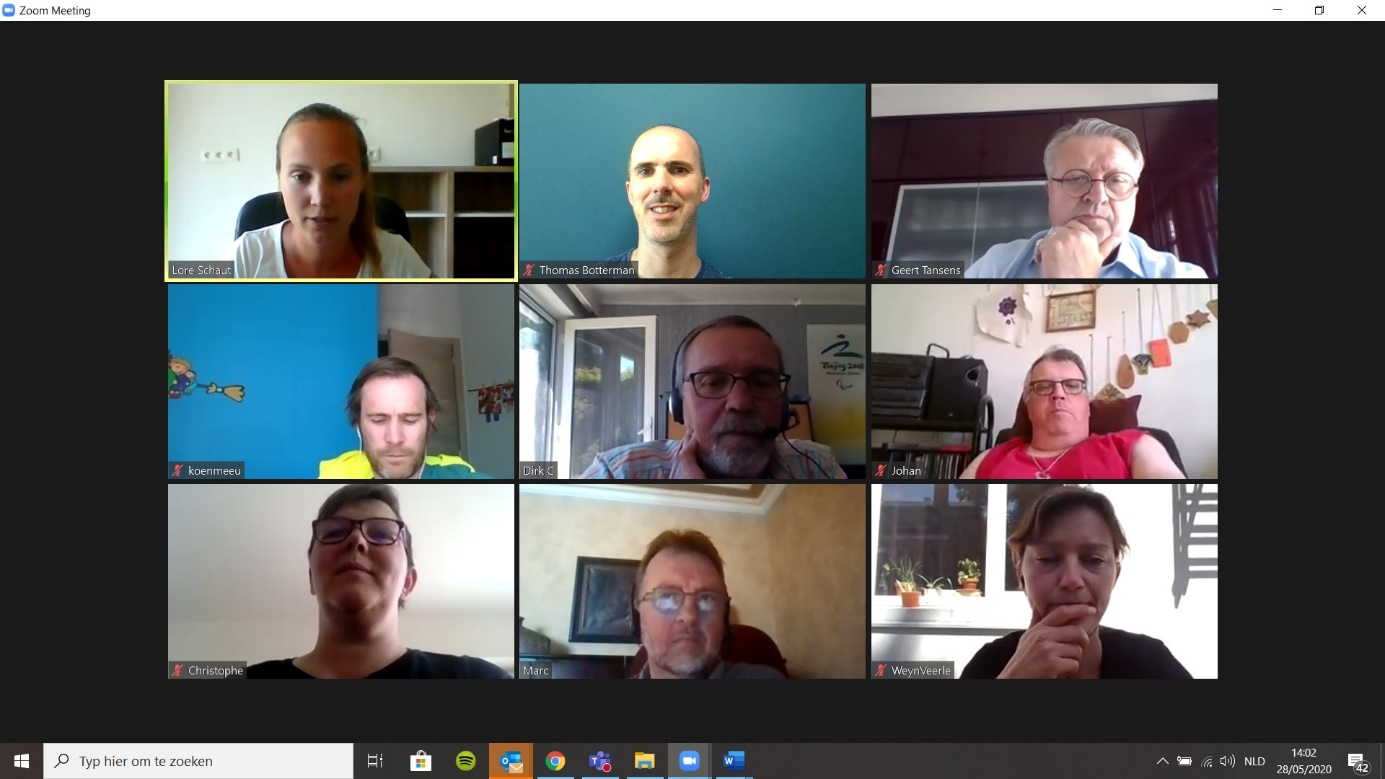 Zoom Meeting
Lore Schaut
Thomas Botterman
Geert Tansens
koenmeeu
Dirk C
Johan
Christophe
Marc
WeynVeerle
Typ hier om te zoeken
NLD
14:02
28/05/2020
42